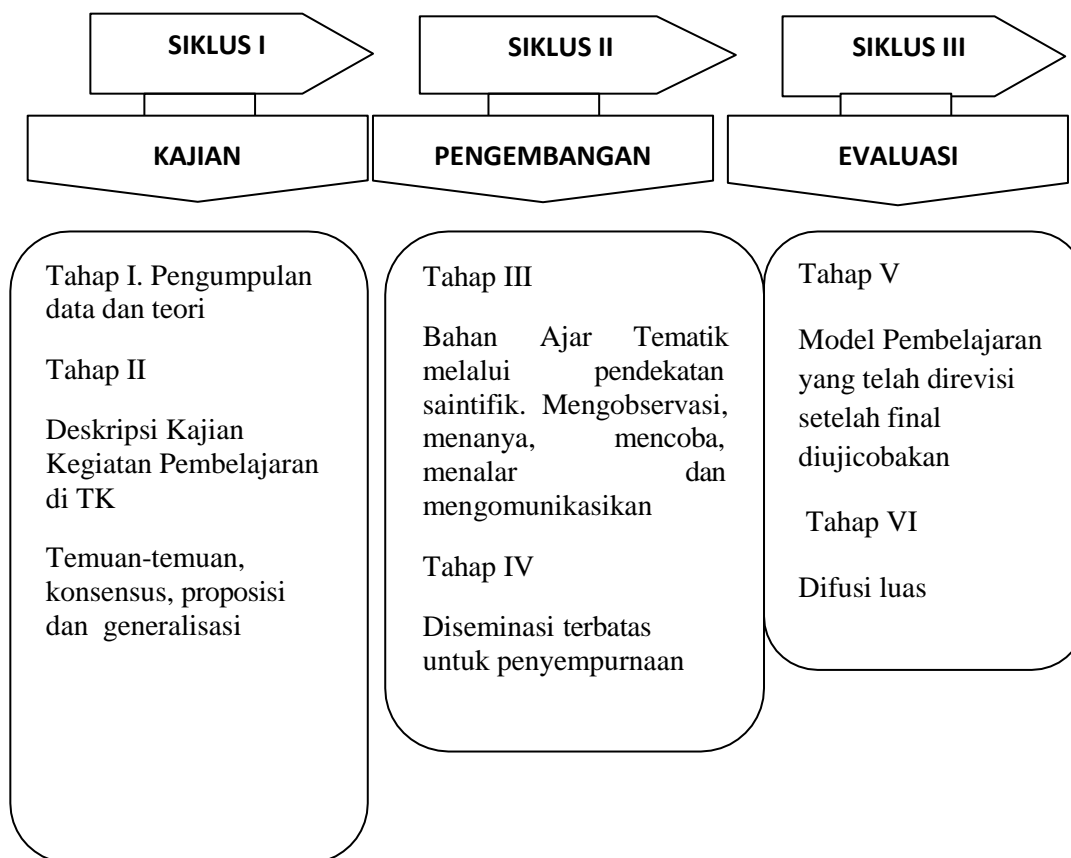 SIKLUS I
SIKLUS II
SIKLUS III
KAJIAN
PENGEMBANGAN
EVALUASI
Tahap I. Pengumpulan
data dan teori
Tahap II
Deskripsi Kajian
Kegiatan Pembelajaran
di TK
Temuan-temuan,
konsensus, proposisi
dan generalisasi
Tahap III
Bahan Ajar Tematik
melalui pendekatan
saintifik. Mengobservasi,
menanya, mencoba,
menalar dan
mengomunikasikan
Tahap IV
Diseminasi terbatas
untuk penyempurnaan
Tahap V
Model Pembelajaran
yang telah direvisi
setelah final
diujicobakan
Tahap VI
Difusi luas